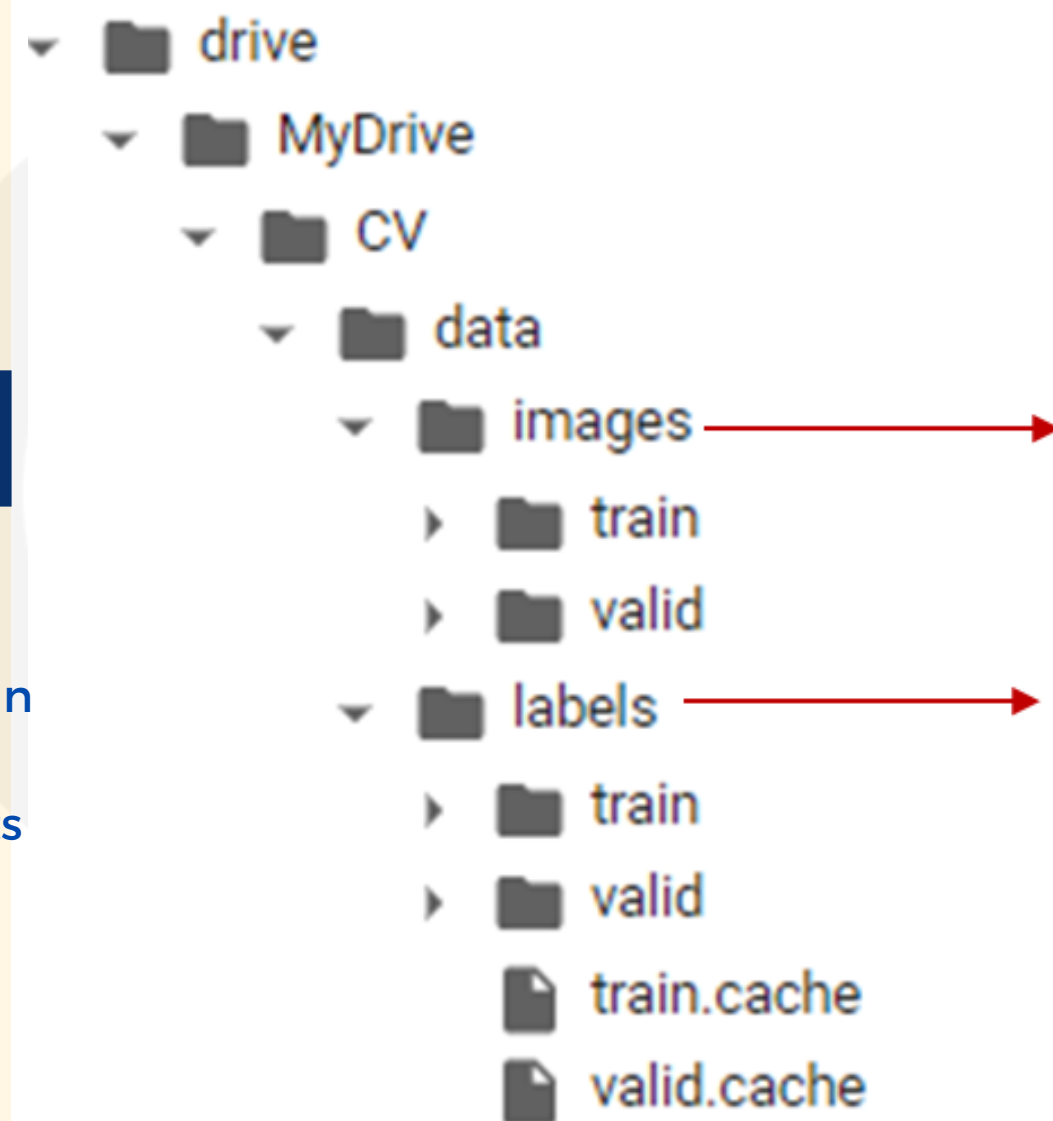 drive
MyDrive
CV
data
images
train
valid
n
labels
train
s
valid
train.cache
valid.cache